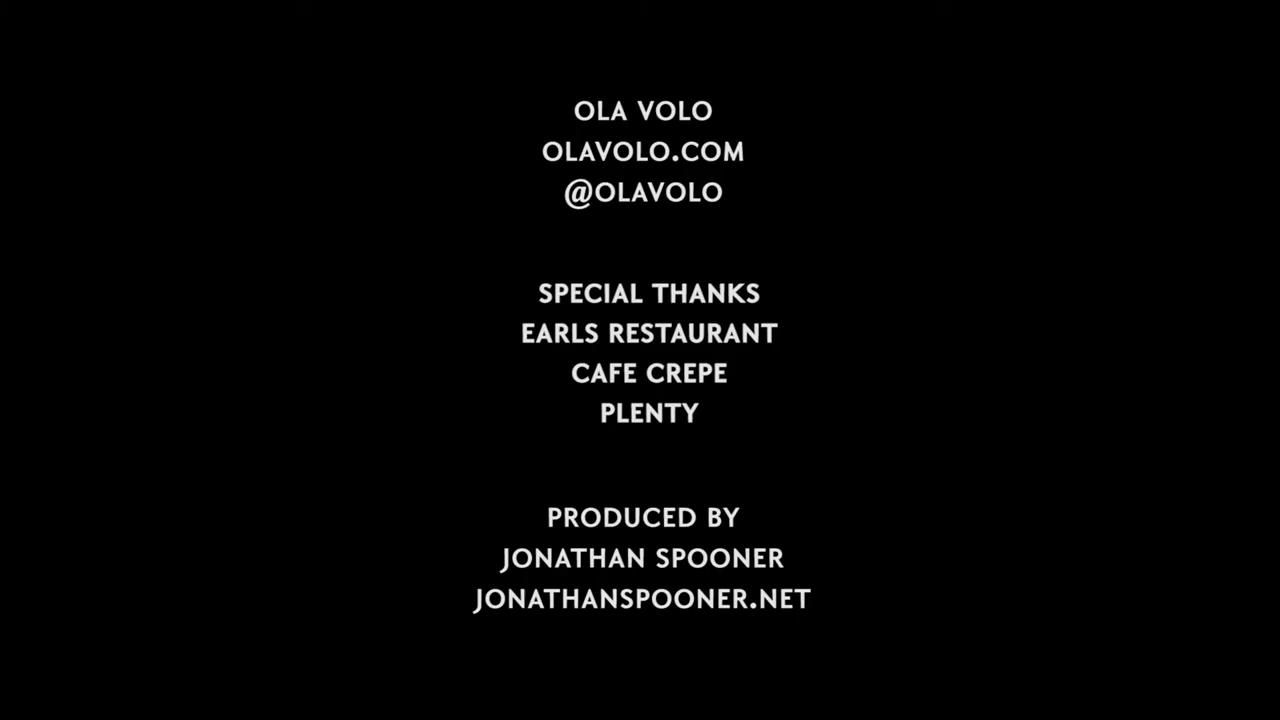 OLA VOLO
OLAVOLO.COM
@OLAVOLO
SPECIAL THANKS
EARLS RESTAURANT
CAFE CREPE
PLENTY
PRODUCED BY
JONATHAN SPOONER
JONATHANSPOONER.NET